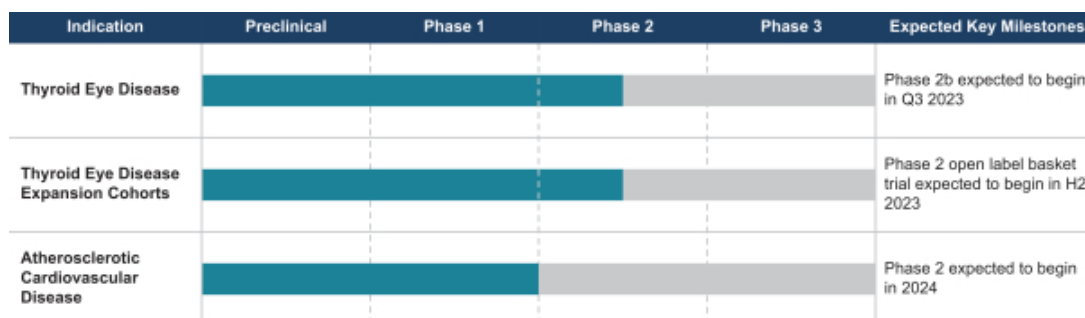 Indication Preclinical Phase 1 Phase 2 Phase 3 Expected Key Milestones
Thyroid Eye Disease
Phase 2b expected to begin
in Q3 2023
Thyroid Eye Disease
Expansion Cohorts
Phase 2 open label basket
trial expected to begin in H2
2023
Atherosclerotic
Cardiovascular
Disease
Phase 2 expected to begin
in 2024